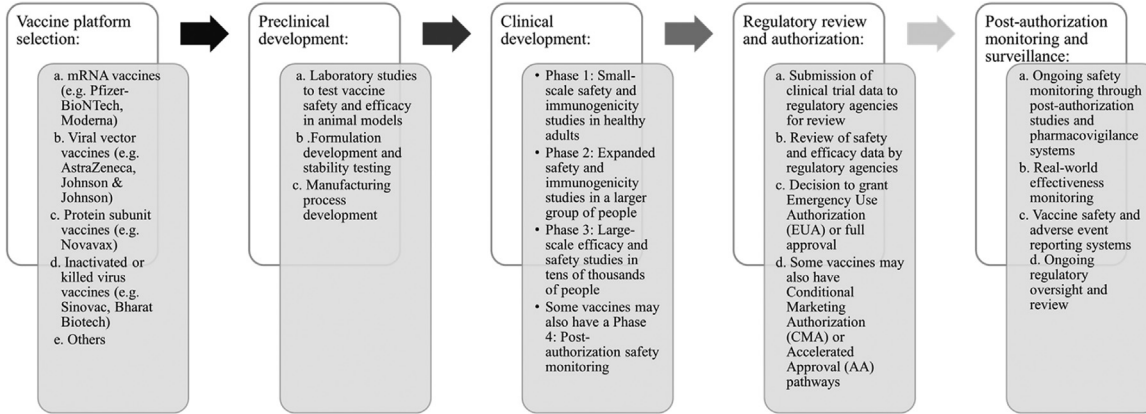 Vaccine platform
selection:
a. mRNA vaccines
(e.g. Pfizer-
BioNTech,
Moderna)
b. Viral vector
vaccines (e.g.
AstraZeneca,
Johnson &
Johnson)
c. Protein subunit
vaccines (e.g.
Novavax)
d. Inactivated or
killed virus
vaccines (e.g.
Sinovac, Bharat
Biotech)
e. Others
Preclinical
development:
a. Laboratory studies
to test vaccine
safety and efficacy
in animal models
b .Formulation
development and
stability testing
c. Manufacturing
process
development
Clinical
development:
• Phase 1: Small-
scale safety and
immunogenicity
studies in healthy
adults
• Phase 2: Expanded
safety and
immunogenicity
studies in a larger
group of people
• Phase 3: Large-
scale efficacy and
safety studies in
tens of thousands
of people
• Some vaccines may
also have a Phase
4: Post-
authorization safety
monitoring
Regulatory review
and authorization:
a. Submission of
clinical trial data to
regulatory agencies
for review
b. Review of safety
and efficacy data by
regulatory agencies
c. Decision to grant
Emergency Use
Authorization
(EUA) or full
approval
d. Some vaccines may
also have
Conditional
Marketing
Authorization
(CMA) or
Accelerated
Approval (AA)
pathways
Post-authorization
monitoring and
surveillance:
a. Ongoing safety
monitoring through
post-authorization
studies and
pharmacovigilance
systems
b. Real-world
effectiveness
monitoring
c. Vaccine safety and
adverse event
reporting systems
d. Ongoing
regulatory
oversight and
review